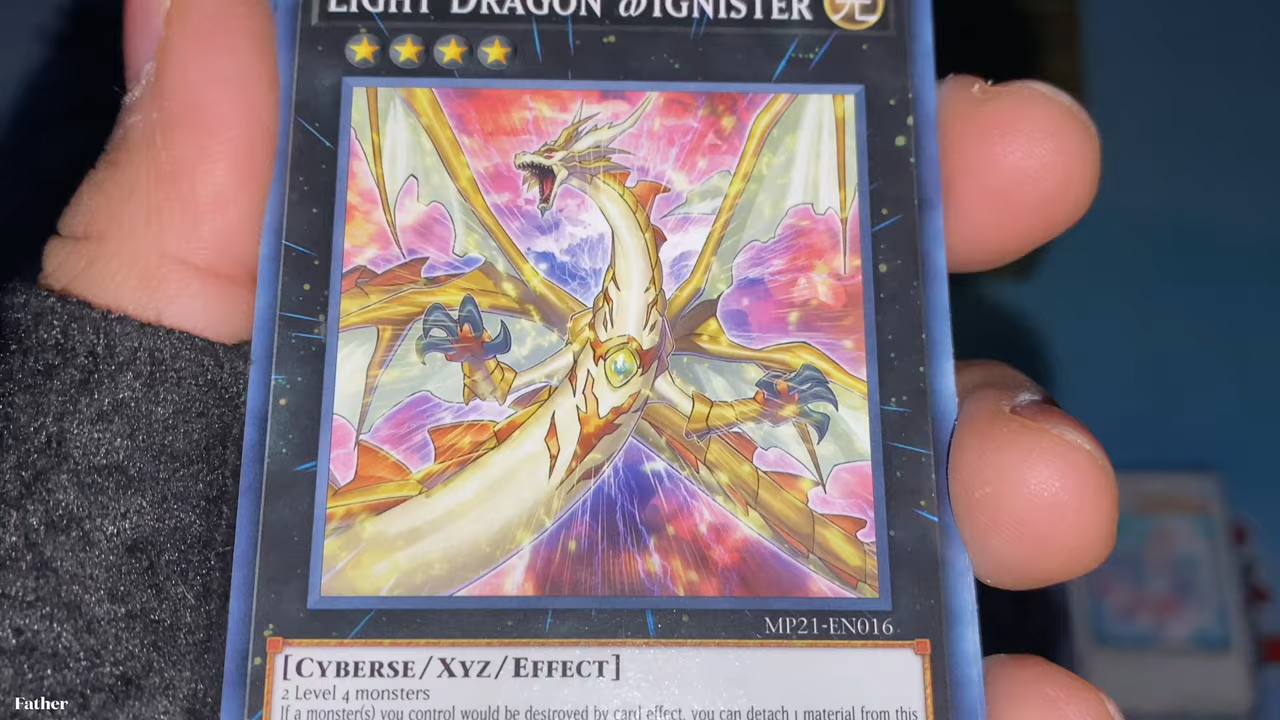 LIGHT DRAGON @IGNISTER
光
MP21-EN016
[CYBERSE/XYZ/EFFECT]
2 Level 4 monsters
If a monster(s) you control would be destroyed by card effect, you can detach 1 material from this
Father